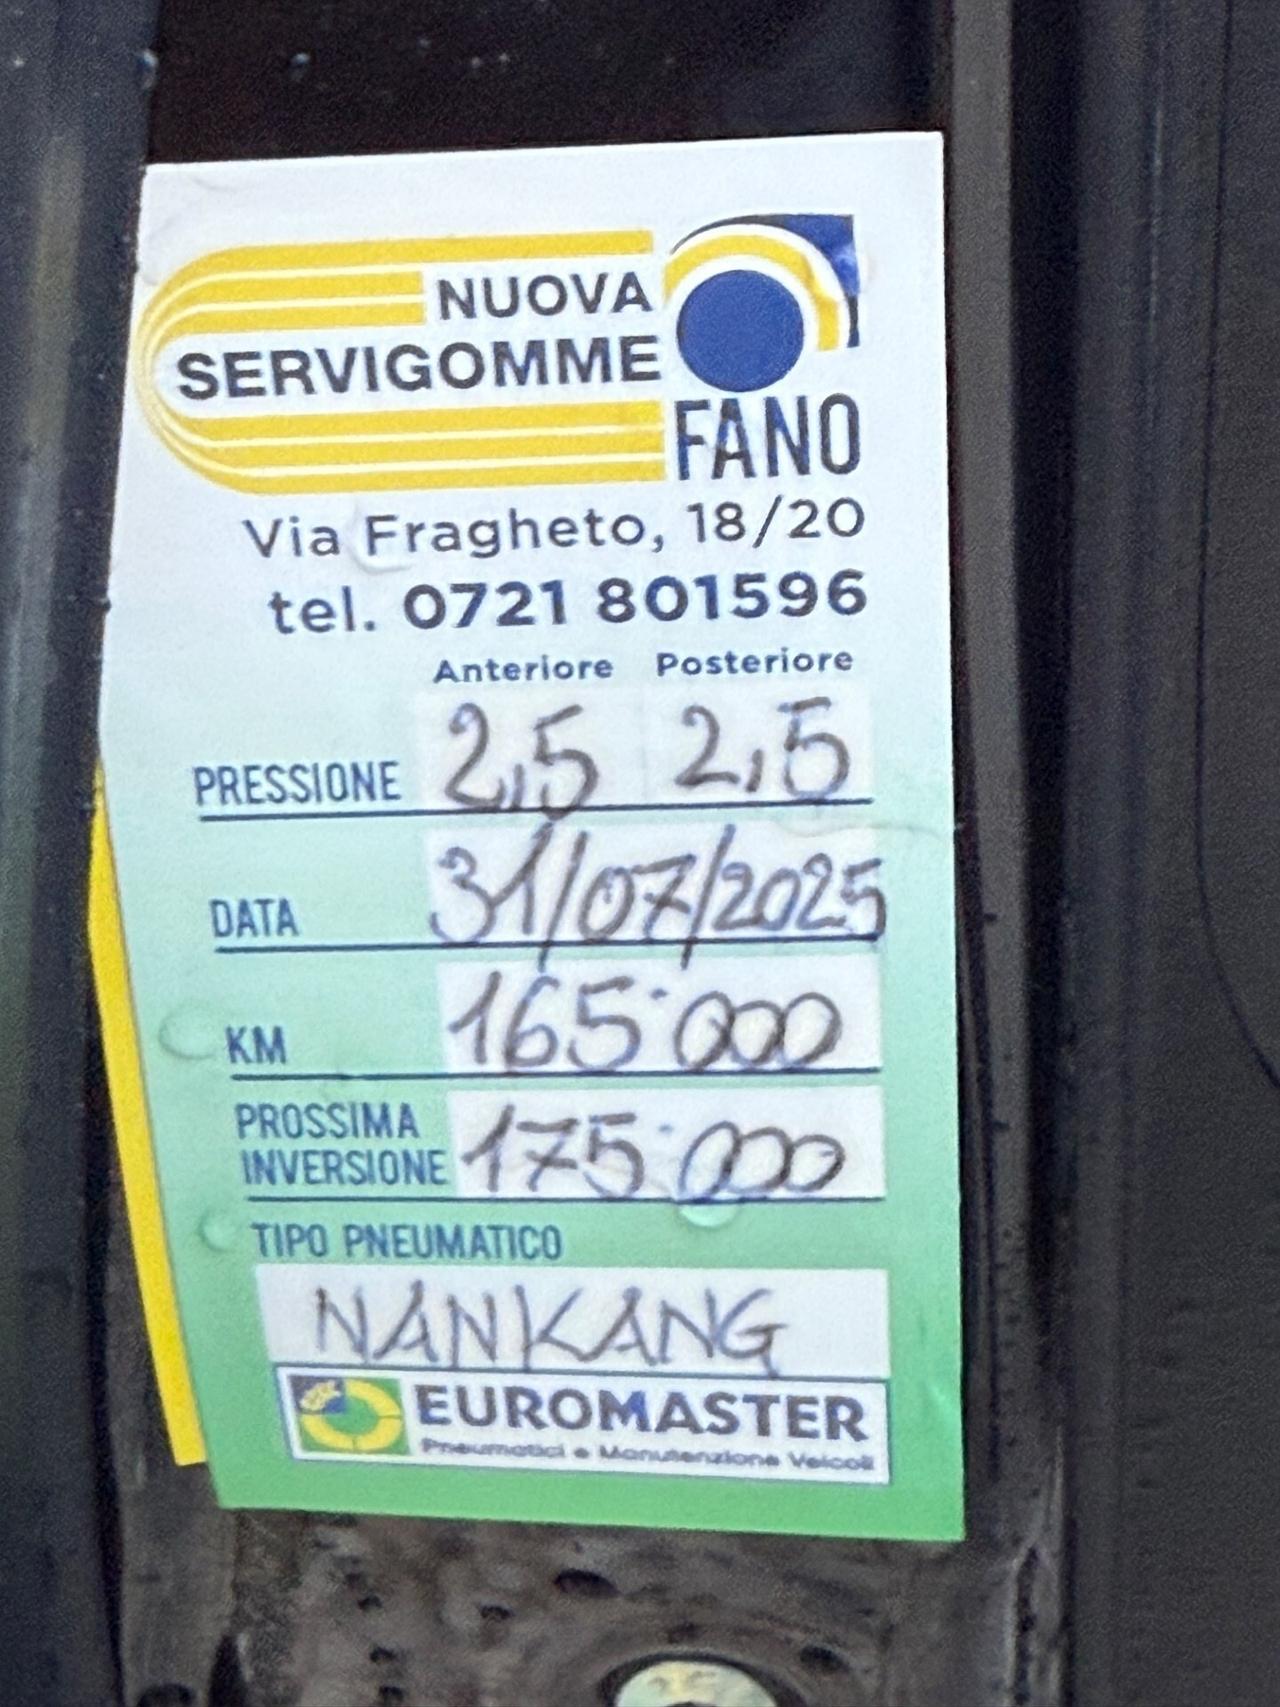 NUOVA
SERVIGOMME
FANO
Via Fragheto, 18/20
tel. 0721 801596
Anteriore Posteriore
PRESSIONE 2,5 2,5
DATA 31/07/2025
KM 165.000
PROSSIMA
INVERSIONE 175.000
TIPO PNEUMATICO
NANKANG
EUROMASTER
Pneumatici e Manutenzione Veicoli